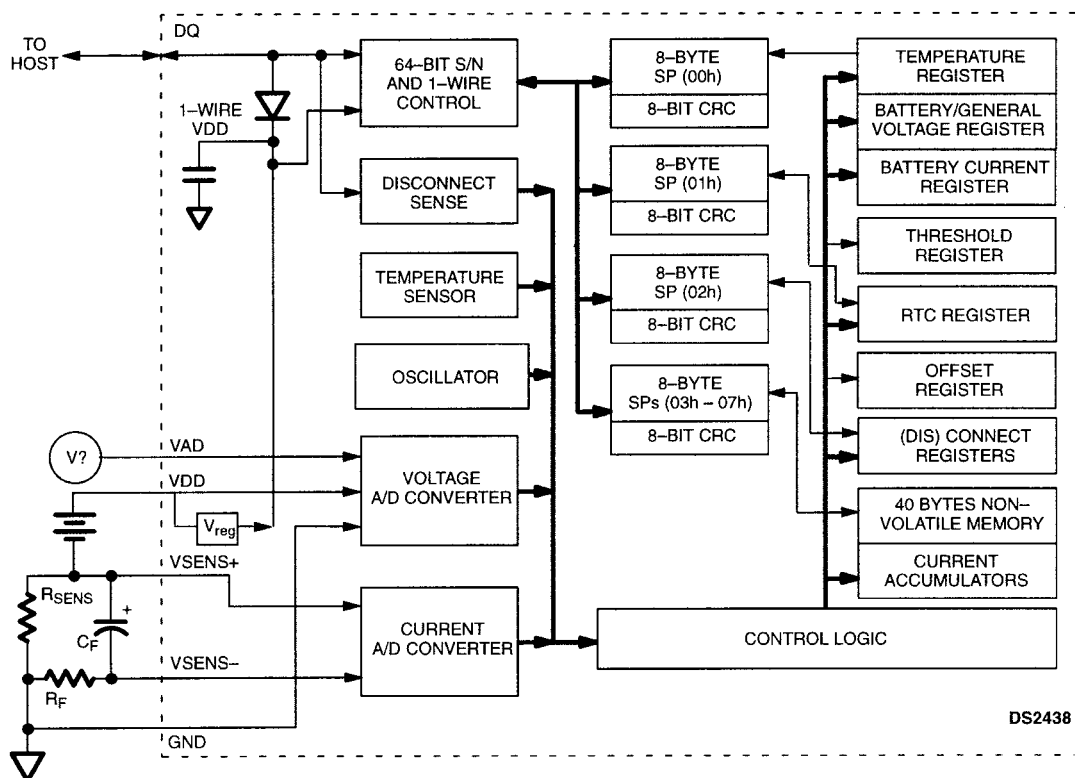 DQ
TO
HOST
1–WIRE
VDD
64–BIT S/N
AND 1–WIRE
CONTROL
DISCONNECT
SENSE
TEMPERATURE
SENSOR
OSCILLATOR
V?
VAD
VDD
Vreg
VOLTAGE
A/D CONVERTER
VSENS+
RSENS
+
CF
VSENS–
RF
CURRENT
A/D CONVERTER
GND
8–BYTE
SP (00h)
8–BIT CRC
8–BYTE
SP (01h)
8–BIT CRC
8–BYTE
SP (02h)
8–BIT CRC
8–BYTE
SPs (03h – 07h)
8–BIT CRC
TEMPERATURE
REGISTER
BATTERY/GENERAL
VOLTAGE REGISTER
BATTERY CURRENT
REGISTER
THRESHOLD
REGISTER
RTC REGISTER
OFFSET
REGISTER
(DIS) CONNECT
REGISTERS
40 BYTES NON–
VOLATILE MEMORY
CURRENT
ACCUMULATORS
CONTROL LOGIC
DS2438